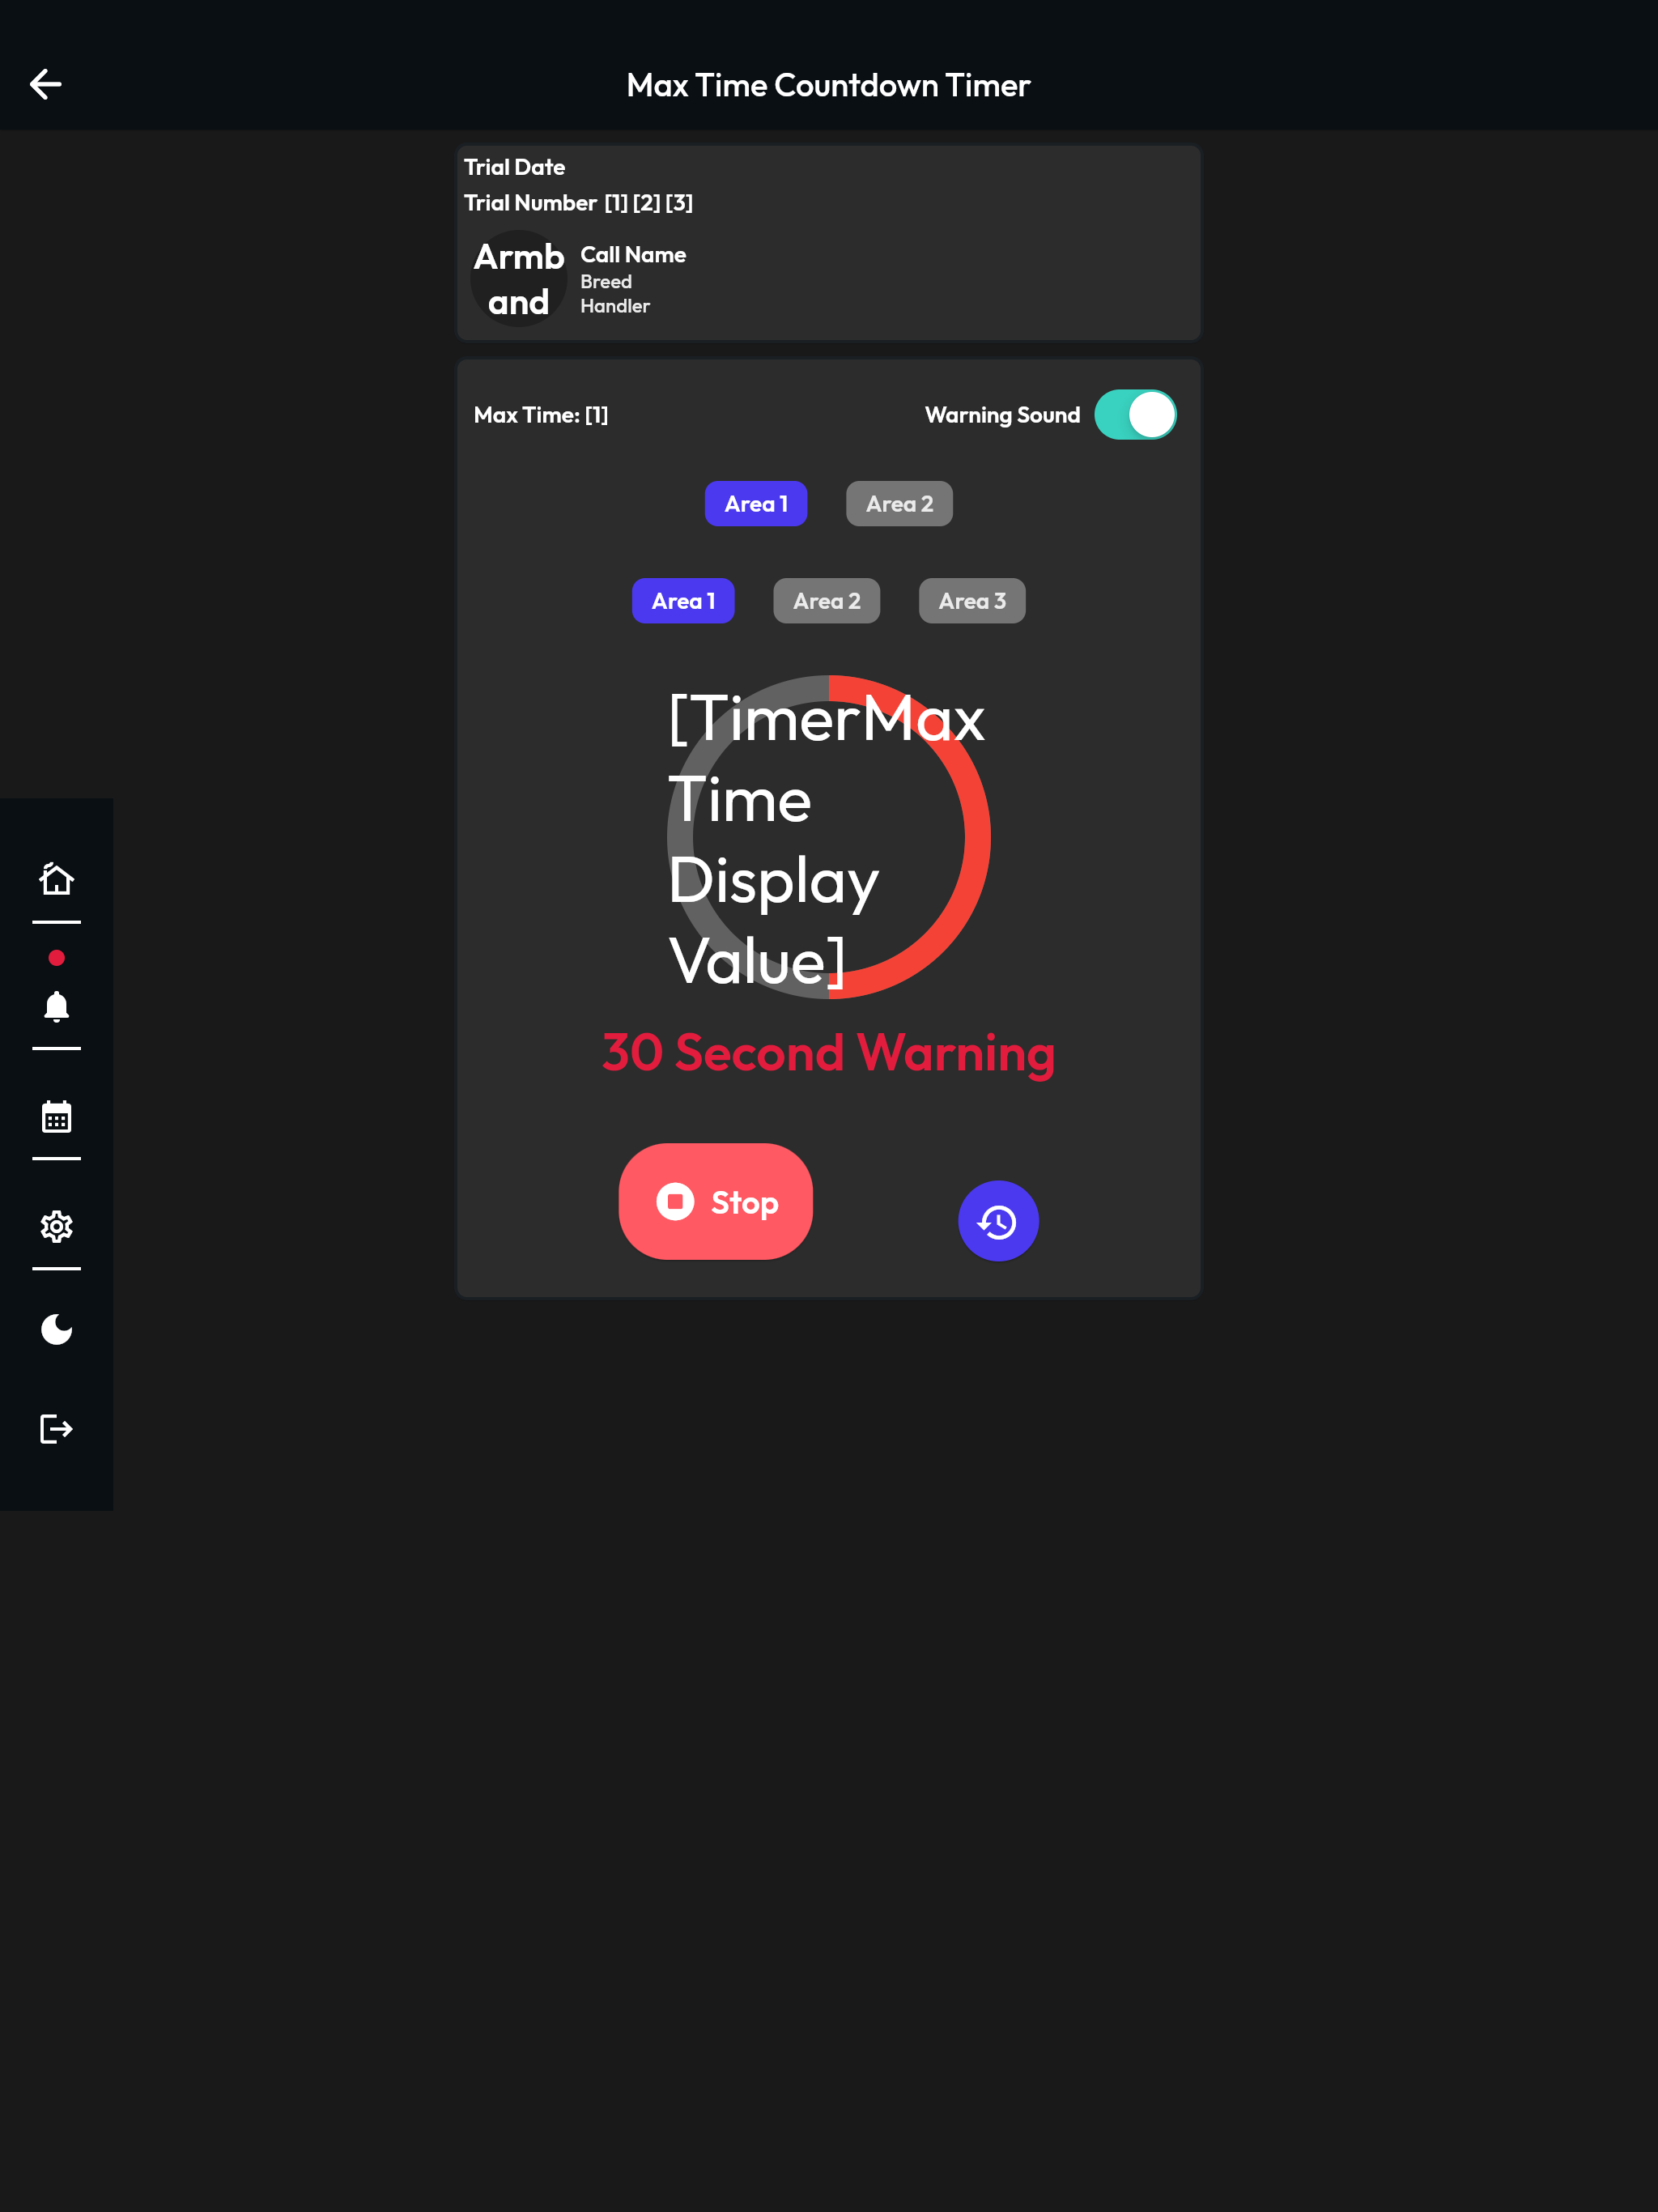 Max Time Countdown Timer
Trial Date
Trial Number [1] [2] [3]
Armb
and
Call Name
Breed
Handler
Max Time: [1]
Warning Sound
Area 1
Area 2
Area 1
Area 2
Area 3
[TimerMax
Time
Display
Value]
30 Second Warning
Stop